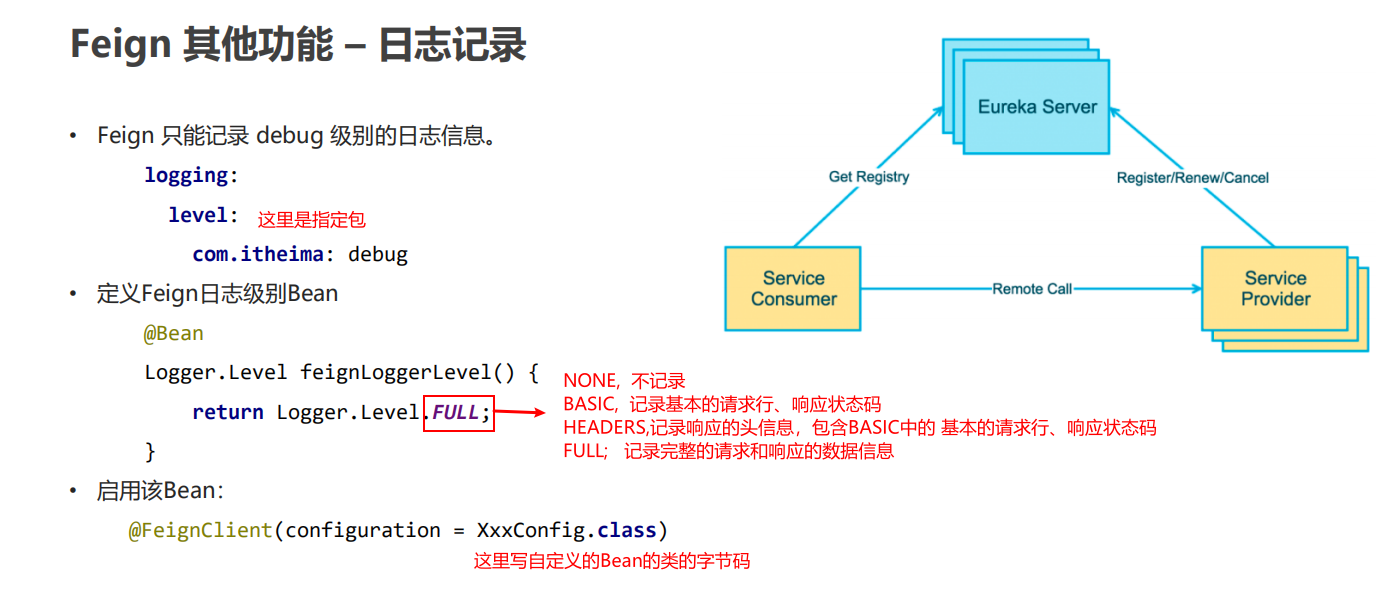 Feign 其他功能 – 日志记录
• Feign 只能记录 debug 级别的日志信息。
logging:
level: 这里是指定包
com.itheima: debug
• 定义Feign日志级别Bean
@Bean
Logger.Level feignLoggerLevel() {
return Logger.Level.FULL;
}
NONE, 不记录
BASIC, 记录基本的请求行、响应状态码
HEADERS,记录响应的头信息，包含BASIC中的 基本的请求行、响应状态码
FULL; 记录完整的请求和响应的数据信息
• 启用该Bean：
@FeignClient(configuration = XxxConfig.class)
这里写自定义的Bean的类的字节码
Eureka Server
Get Registry
Register/Renew/Cancel
Service
Consumer
Remote Call
Service
Provider